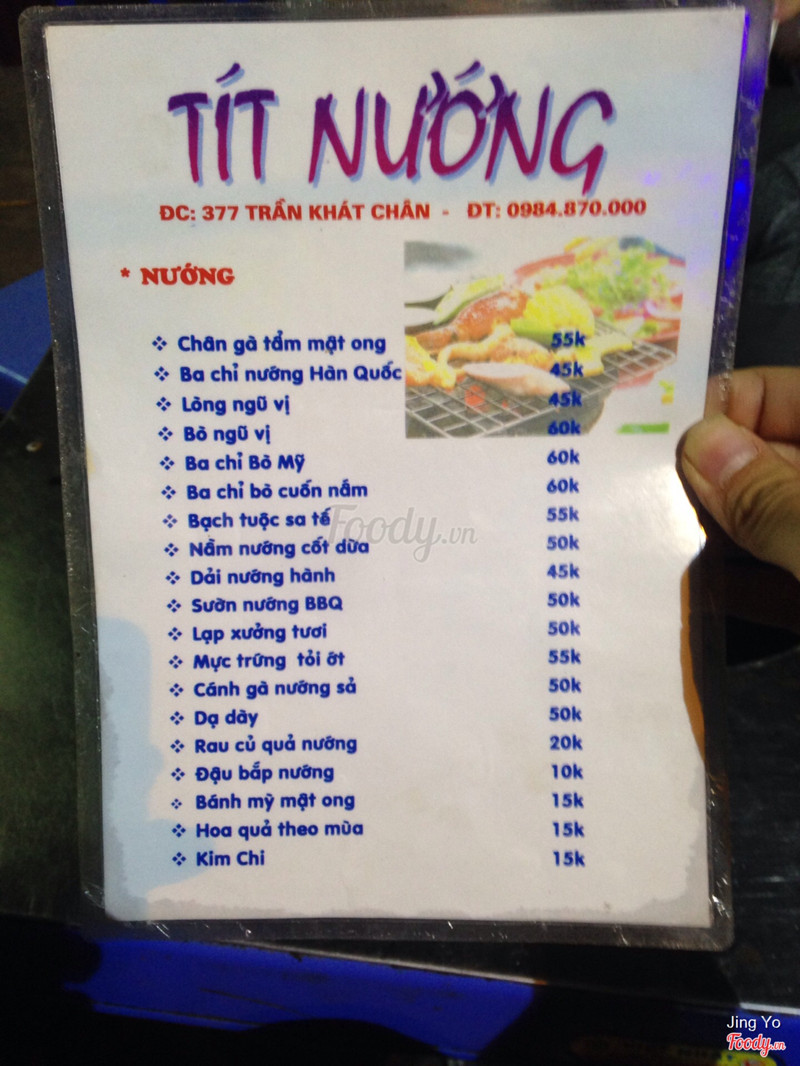 TÍT NƯỚNG
ĐC: 377 TRẦN KHÁT CHÂN - ĐT: 0984.870.000
* NƯỚNG
❖ Chân gà tẩm mật ong 55k
❖ Ba chỉ nướng Hàn Quốc 45k
❖ Lòng ngũ vị 45k
❖ Bò ngũ vị 60k
❖ Ba chỉ Bò Mỹ 60k
❖ Ba chỉ bò cuốn nấm 60k
❖ Bạch tuộc sa tế 55k
❖ Nầm nướng cốt dừa 50k
❖ Dải nướng hành 45k
❖ Sườn nướng BBQ 50k
❖ Lạp xưởng tươi 50k
❖ Mực trứng tỏi ớt 55k
❖ Cánh gà nướng sả 50k
❖ Dạ dày 50k
❖ Rau củ quả nướng 20k
❖ Đậu bắp nướng 10k
❖ Bánh mỳ mật ong 15k
❖ Hoa quả theo mùa 15k
❖ Kim Chi 15k
Foody.vn
Jing Yo
Foody.vn